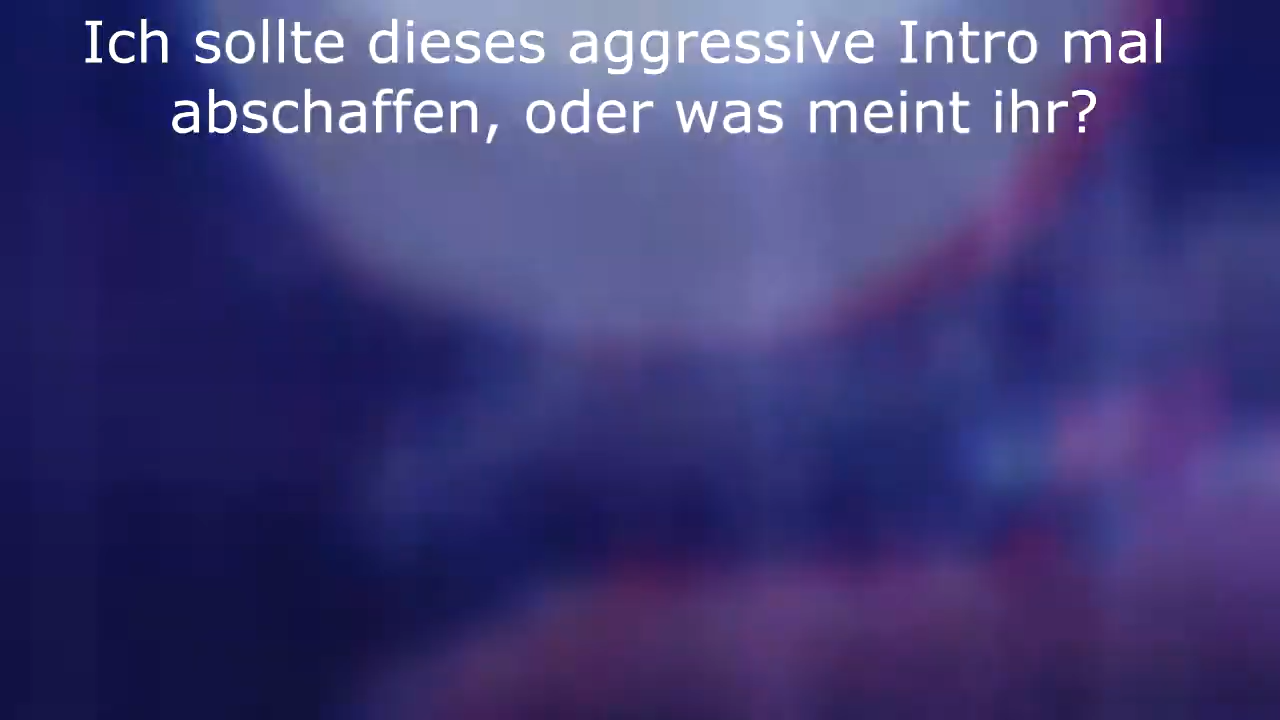 Ich sollte dieses aggressive Intro mal
abschaffen, oder was meint ihr?